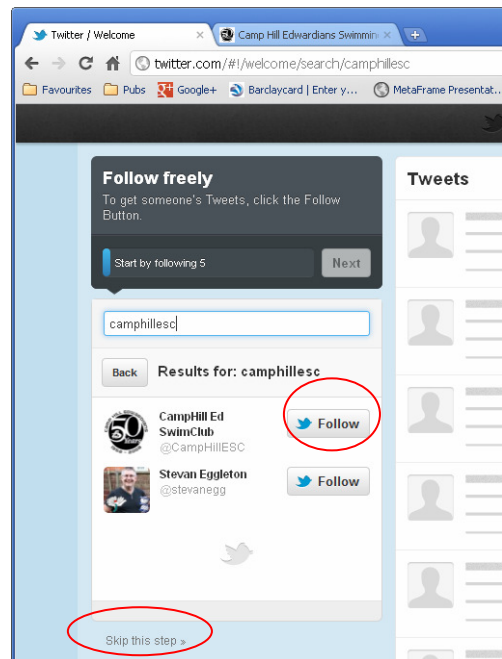 Twitter / Welcome
Camp Hill Edwardians Swimmin
twitter.com/#!/welcome/search/camphillesc
Favourites Pubs Google+ Barclaycard | Enter y... MetaFrame Presentat...
Follow freely
To get someone's Tweets, click the Follow
Button.
Start by following 5
Next
Tweets
camphillesc
Back
Results for: camphillesc
50
CampHill Ed
SwimClub
@CampHillESC
Follow
Stevan Eggleton
@stevanegg
Follow
Skip this step »